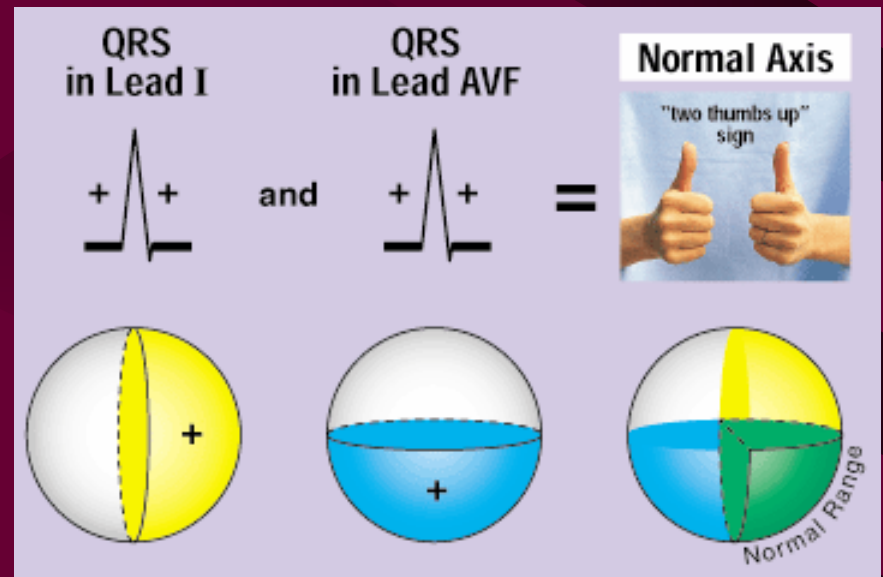 QRS
in Lead I
QRS
in Lead AVF
Normal Axis
"two thumbs up"
sign
+ +
and
+ +
=
+
+
Normal Range